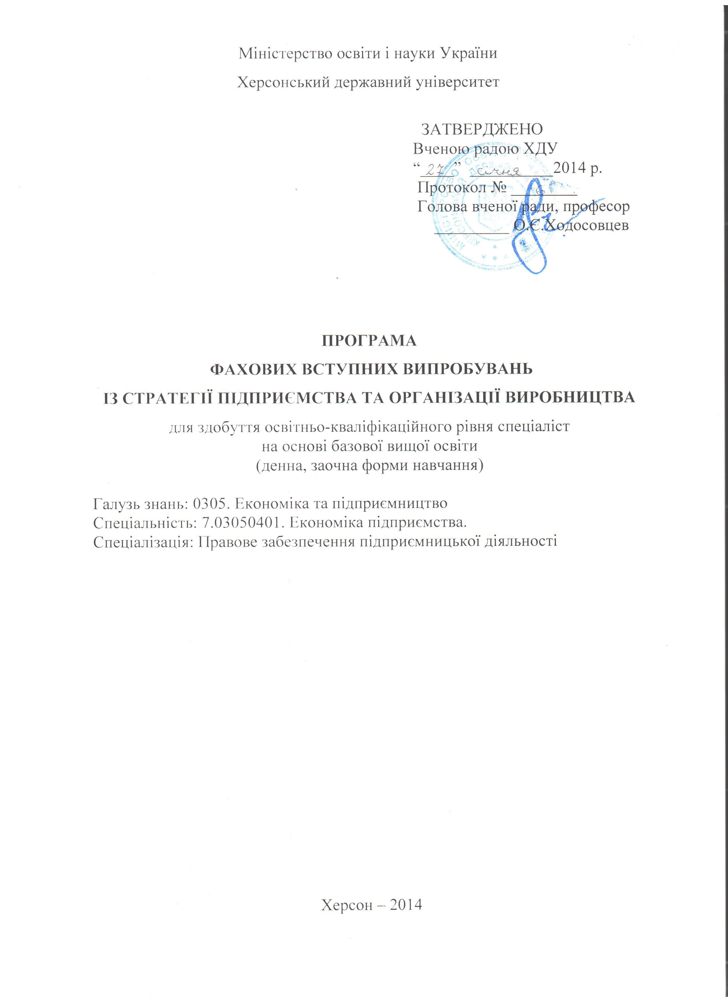 Міністерство освіти і науки України
Херсонський державний університет
ЗАТВЕРДЖЕНО
Вченою радою ХДУ
“ 27 ” січня 2014 р.
Протокол № 6
Голова вченої ради, професор
____________ О.Є.Ходосовцев
ПРОГРАМА
ФАХОВИХ ВСТУПНИХ ВИПРОБУВАНЬ
ІЗ СТРАТЕГІЇ ПІДПРИЄМСТВА ТА ОРГАНІЗАЦІЇ ВИРОБНИЦТВА
для здобуття освітньо-кваліфікаційного рівня спеціаліст
на основі базової вищої освіти
(денна, заочна форми навчання)
Галузь знань: 0305. Економіка та підприємництво
Спеціальність: 7.03050401. Економіка підприємства.
Спеціалізація: Правове забезпечення підприємницької діяльності
Херсон – 2014